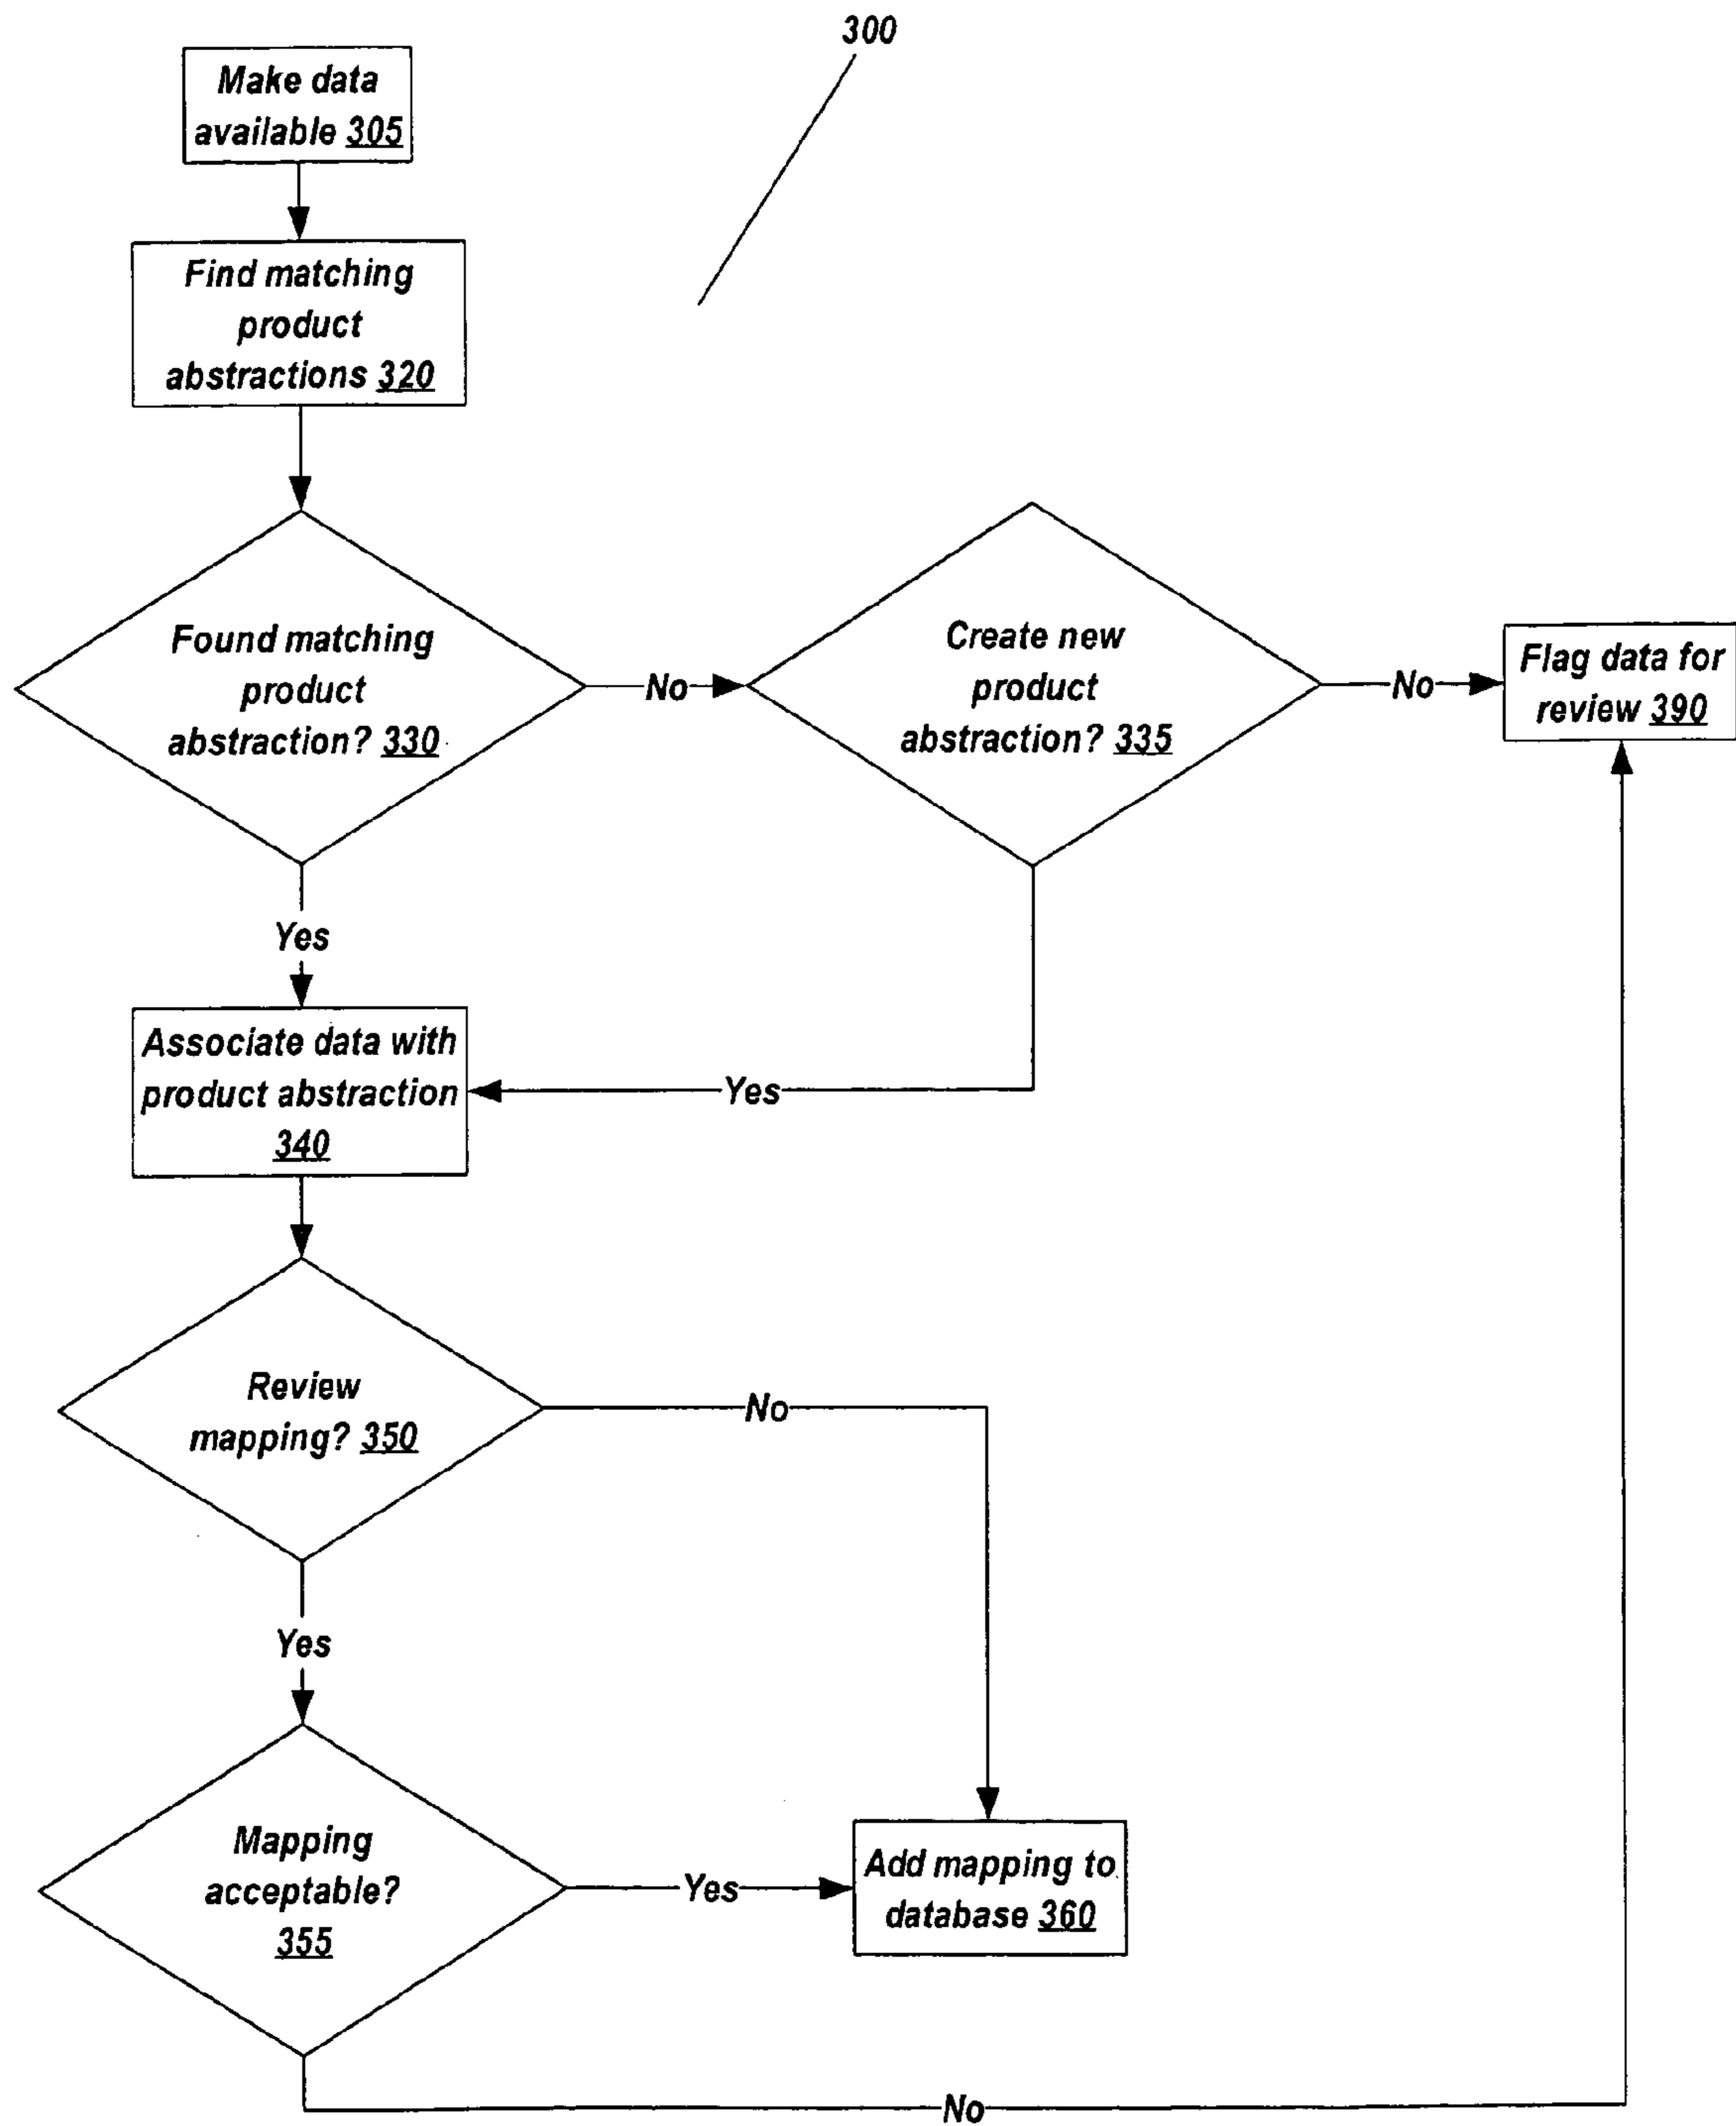 300
Make data
available 305
Find matching
product
abstractions 320
Found matching
product
abstraction? 330
No
Create new
product
abstraction? 335
No
Flag data for
review 390
Yes
Associate data with
product abstraction
340
Yes
Review
mapping? 350
No
Yes
Mapping
acceptable?
355
Yes
Add mapping to
database 360
No